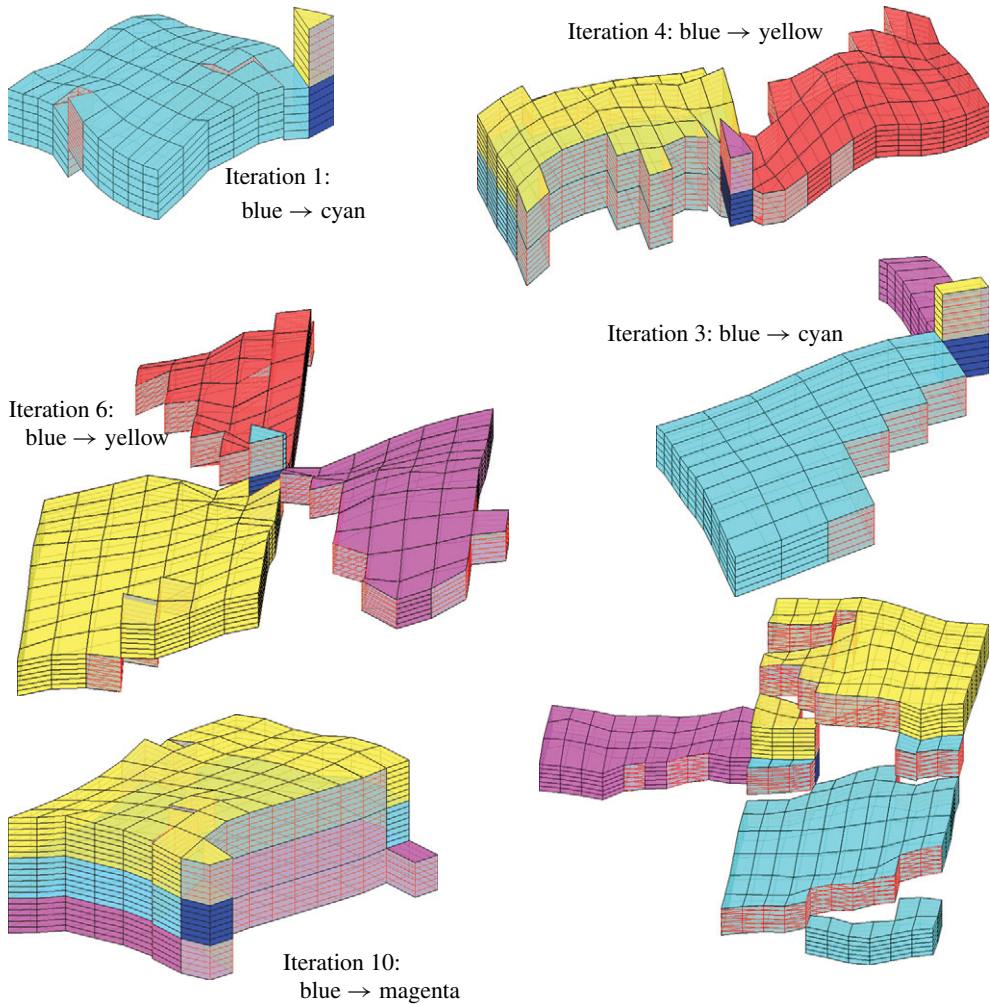 Iteration 1:
blue → cyan
Iteration 4: blue → yellow
Iteration 3: blue → cyan
Iteration 6:
blue → yellow
Iteration 10:
blue → magenta